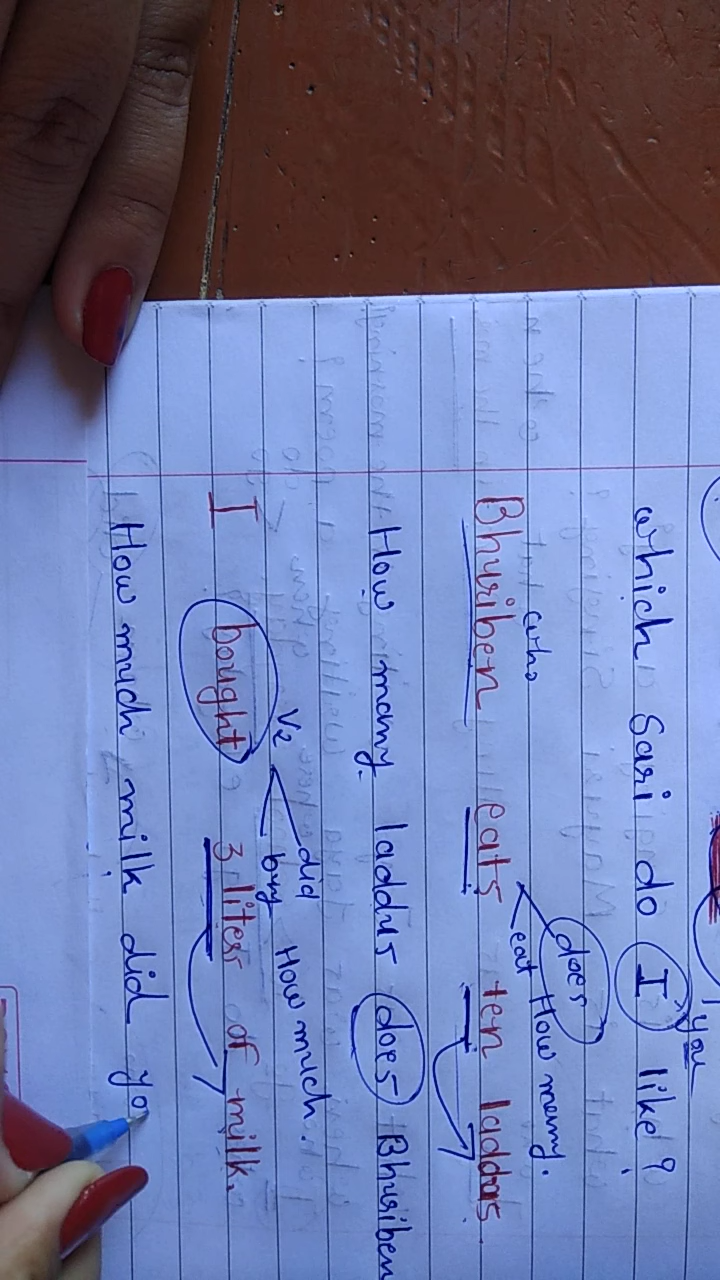 you
which sari do I like?
does
who eat How many.
Bhuriben eats ten laddus.
How many laddus does Bhuriben
did
V2 buy How much.
I bought 3 liters of milk.
How much milk did yo